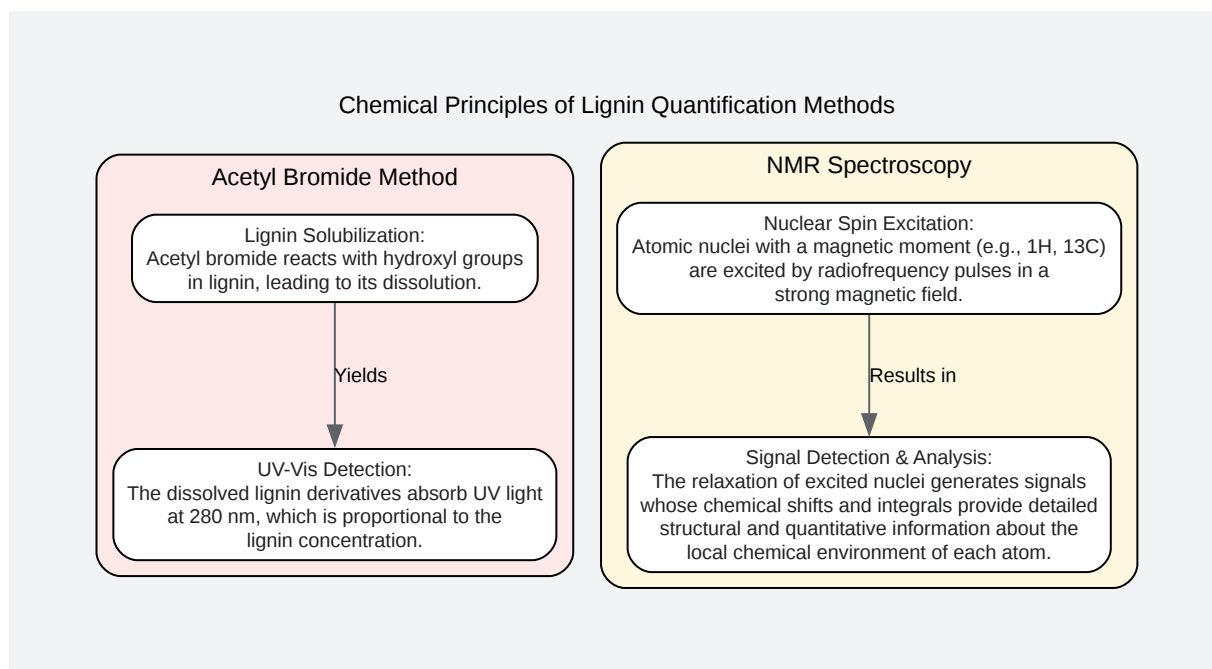 Chemical Principles of Lignin Quantification Methods
Acetyl Bromide Method
Lignin Solubilization:
Acetyl bromide reacts with hydroxyl groups
in lignin, leading to its dissolution.
Yields
UV-Vis Detection:
The dissolved lignin derivatives absorb UV light
at 280 nm, which is proportional to the
lignin concentration.
NMR Spectroscopy
Nuclear Spin Excitation:
Atomic nuclei with a magnetic moment (e.g., 1H, 13C)
are excited by radiofrequency pulses in a
strong magnetic field.
Results in
Signal Detection & Analysis:
The relaxation of excited nuclei generates signals
whose chemical shifts and integrals provide detailed
structural and quantitative information about the
local chemical environment of each atom.